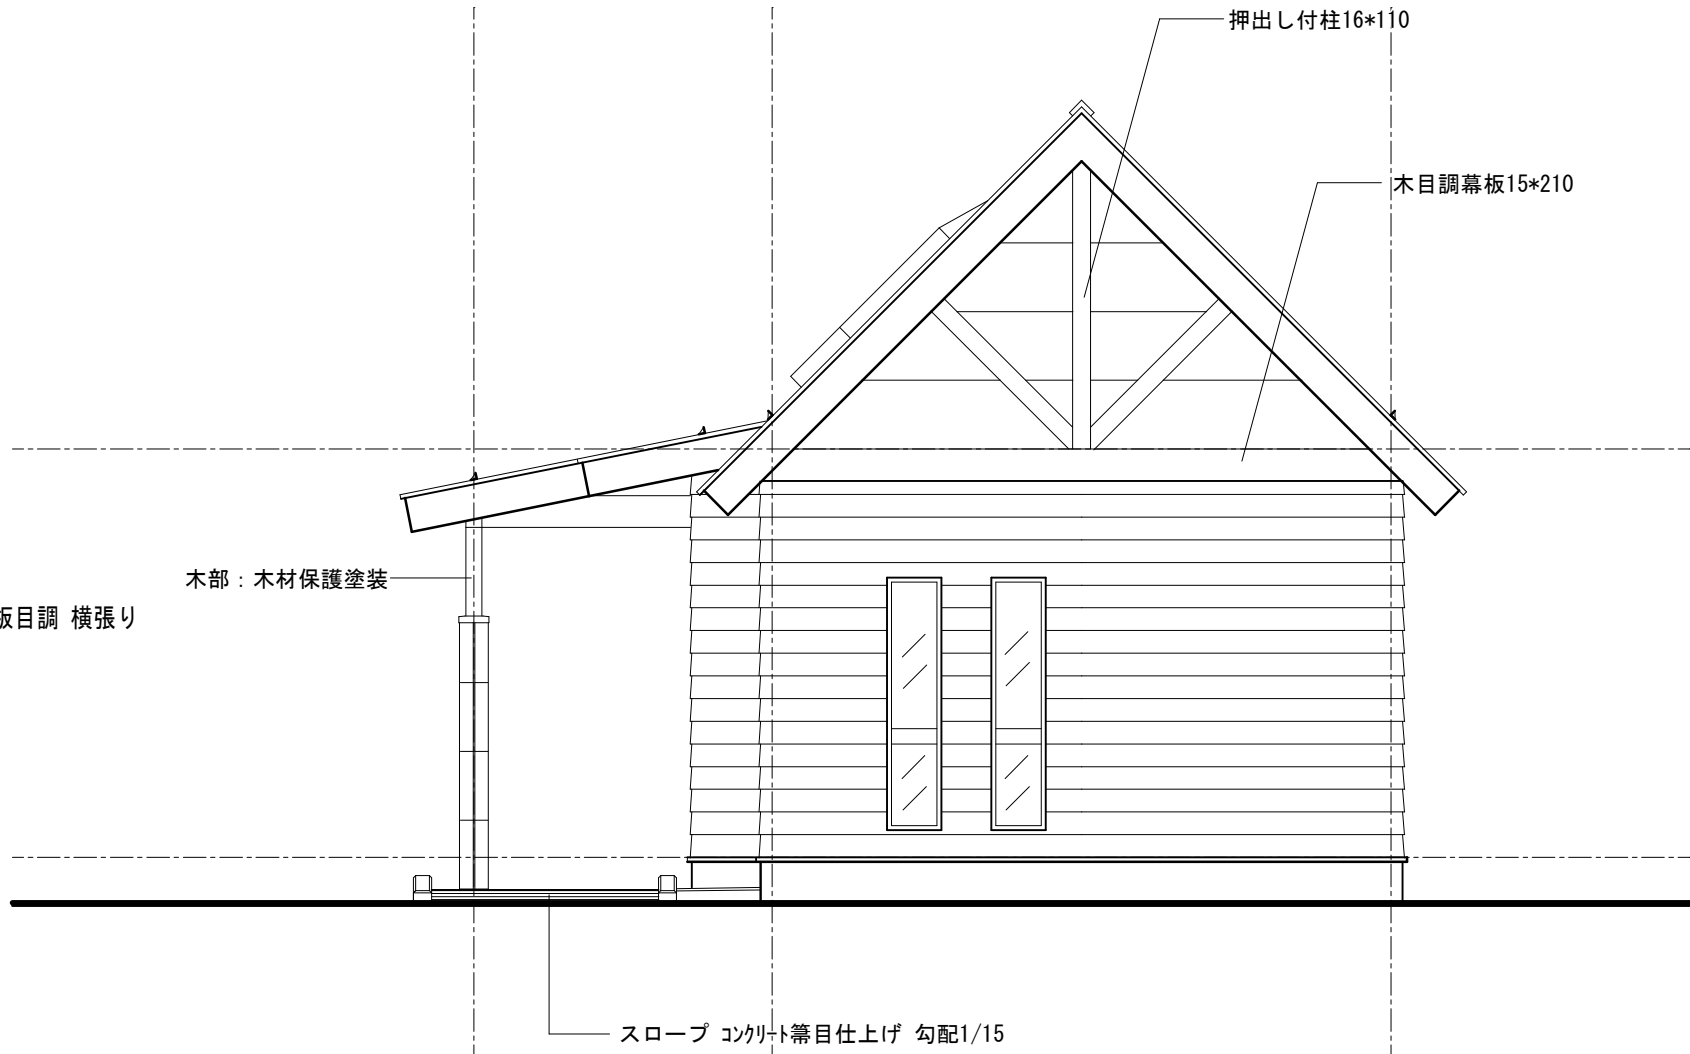 押出し付柱16*110
木目調幕板15*210
木部：木材保護塗装
板目調 横張り
スロープ ｺﾝｸﾘｰﾄ箒目仕上げ 勾配1/15